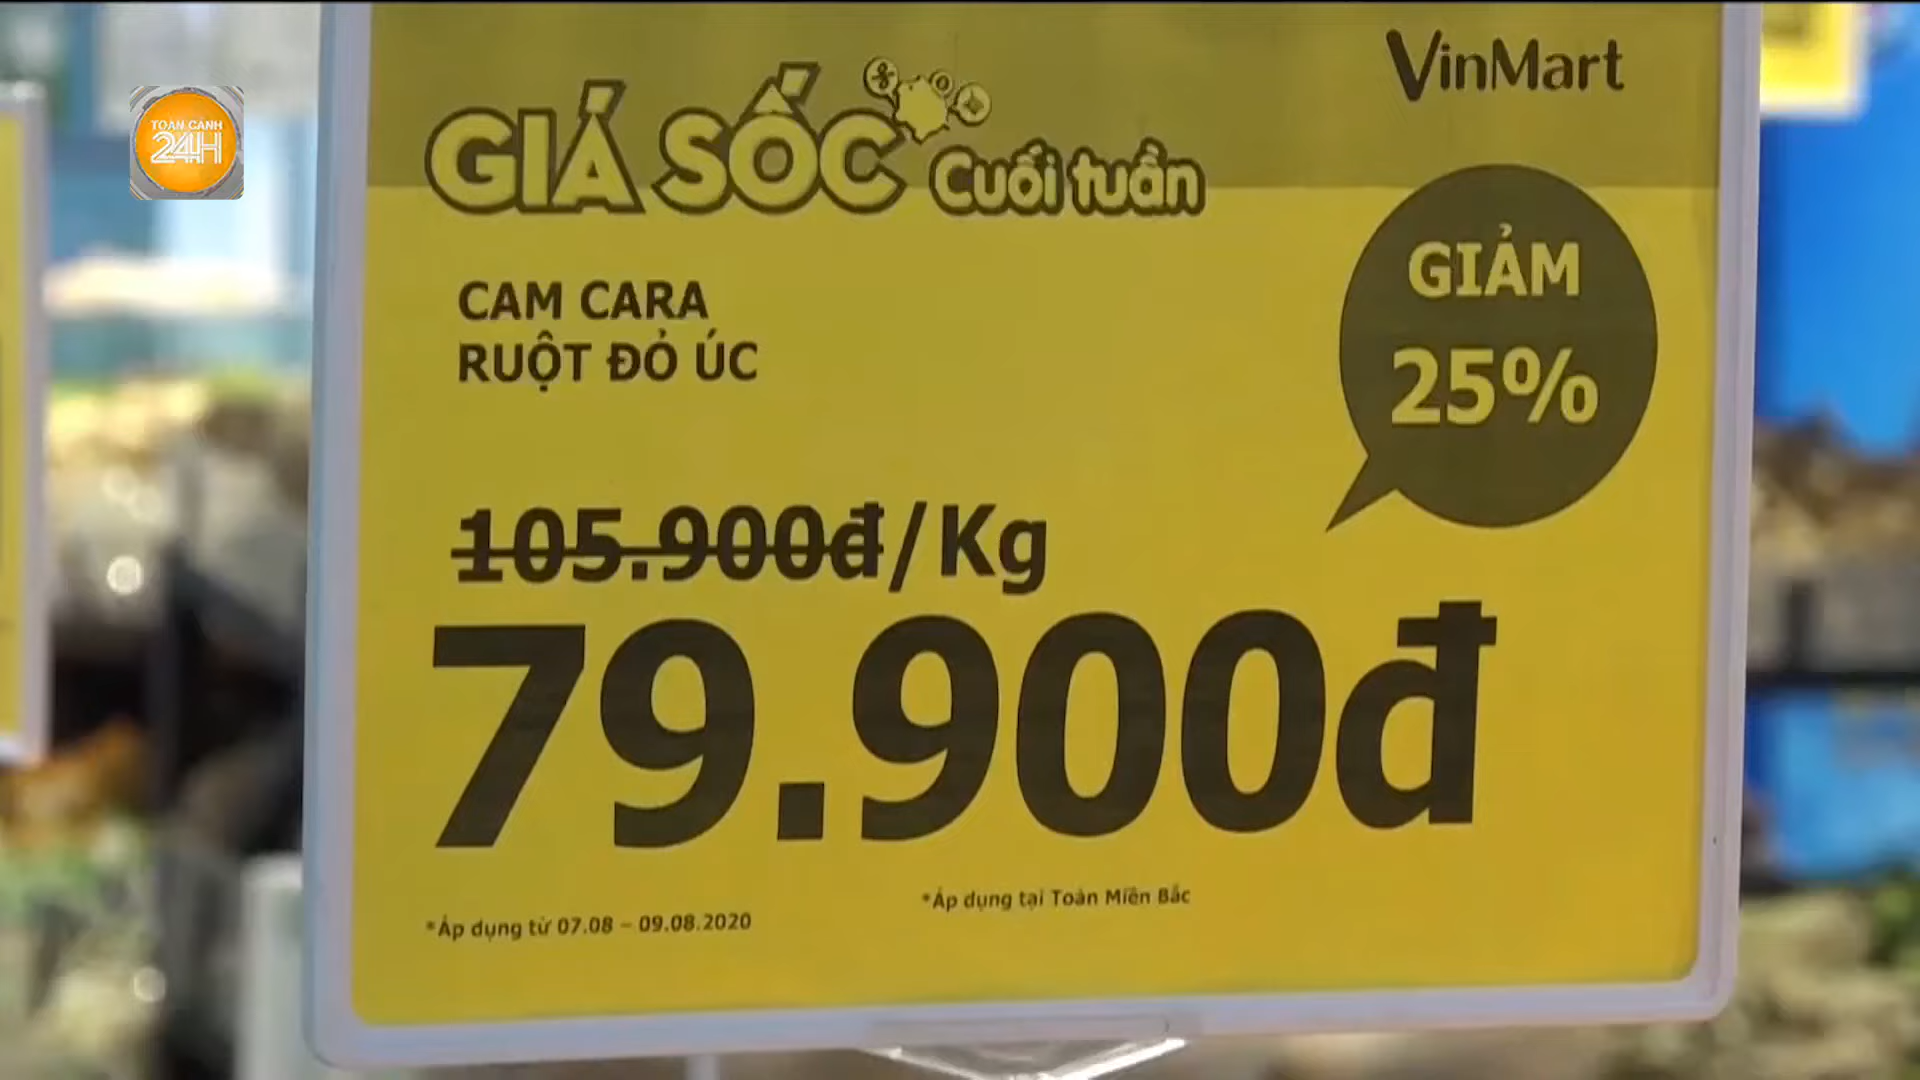 TOÀN CẢNH
24H
VinMart
GIÁ SỐC Cuối tuần
GIẢM
25%
CAM CARA
RUỘT ĐỎ ÚC
105.900đ/Kg
79.900đ
*Áp dụng tại Toàn Miền Bắc
*Áp dụng từ 07.08 – 09.08.2020